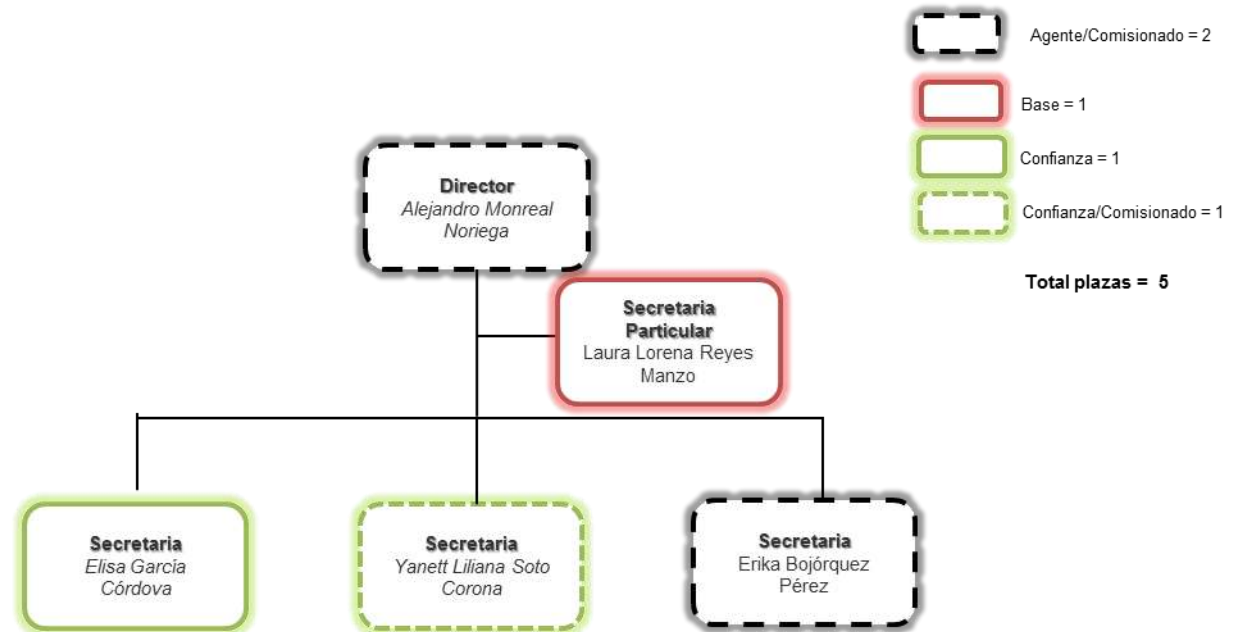 Agente/Comisionado = 2
Base = 1
Confianza = 1
Confianza/Comisionado = 1
Total plazas = 5
Director
Alejandro Monreal
Noriega
Secretaria
Particular
Laura Lorena Reyes
Manzo
Secretaria
Elisa García
Córdova
Secretaria
Yanett Liliana Soto
Corona
Secretaria
Erika Bojórquez
Pérez